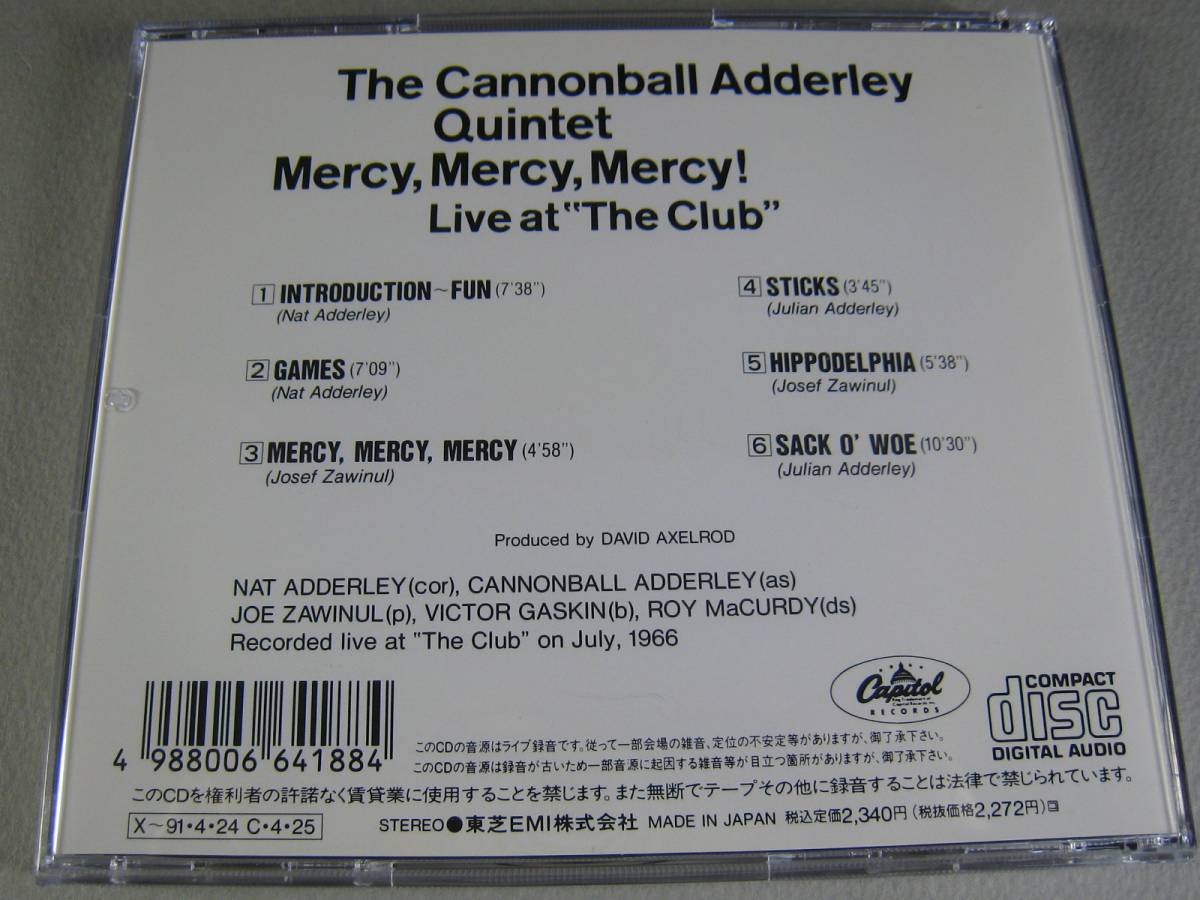 The Cannonball Adderley
Quintet
Mercy, Mercy, Mercy!
Live at "The Club"
1 INTRODUCTION~FUN (7'38")
(Nat Adderley)
2 GAMES (7'09")
(Nat Adderley)
3 MERCY, MERCY, MERCY (4'58")
(Josef Zawinul)
4 STICKS (3'45")
(Julian Adderley)
5 HIPPODELPHIA (5'38")
(Josef Zawinul)
6 SACK O' WOE (10'30")
(Julian Adderley)
Produced by DAVID AXELROD
NAT ADDERLEY(cor), CANNONBALL ADDERLEY(as)
JOE ZAWINUL(p), VICTOR GASKIN(b), ROY MaCURDY(ds)
Recorded live at "The Club" on July, 1966
4 988006 641884
Capitol
RECORDS
COMPACT
disc
DIGITAL AUDIO
このCDの音源はライブ録音です。従って一部会場の雑音、定位の不安定等がありますが、御了承下さい。
このCDの音源は録音が古いため一部音源に起因する雑音等が目立つ箇所がありますが、御了承下さい。
このCDを権利者の許諾なく賃貸業に使用することを禁じます。また無断でテープその他に録音することは法律で禁じられています。
X~91・4・24 C・4・25
STEREO●東芝EMI株式会社 MADE IN JAPAN 税込定価2,340円(税抜価格2,272円)